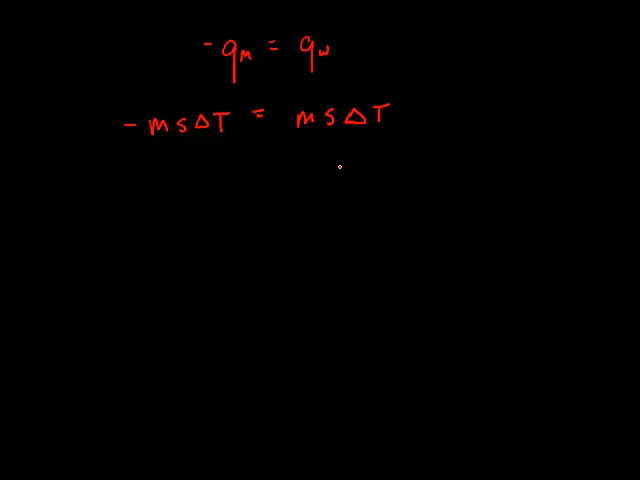 -qM = qw
-msΔT = msΔT